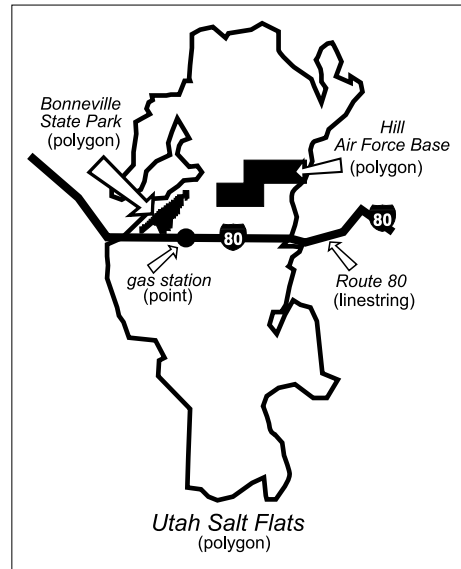 Bonneville
State Park
(polygon)
Hill
Air Force Base
(polygon)
80
80
gas station
(point)
Route 80
(linestring)
Utah Salt Flats
(polygon)